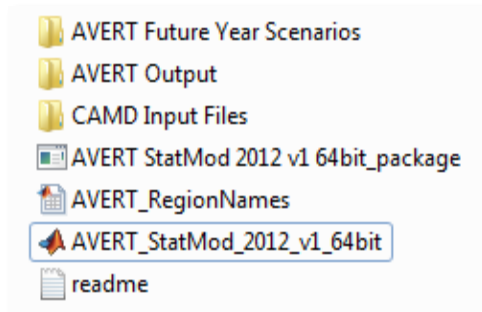 AVERT Future Year Scenarios
AVERT Output
CAMD Input Files
AVERT StatMod 2012 v1 64bit_package
AVERT_RegionNames
AVERT_StatMod_2012_v1_64bit
readme